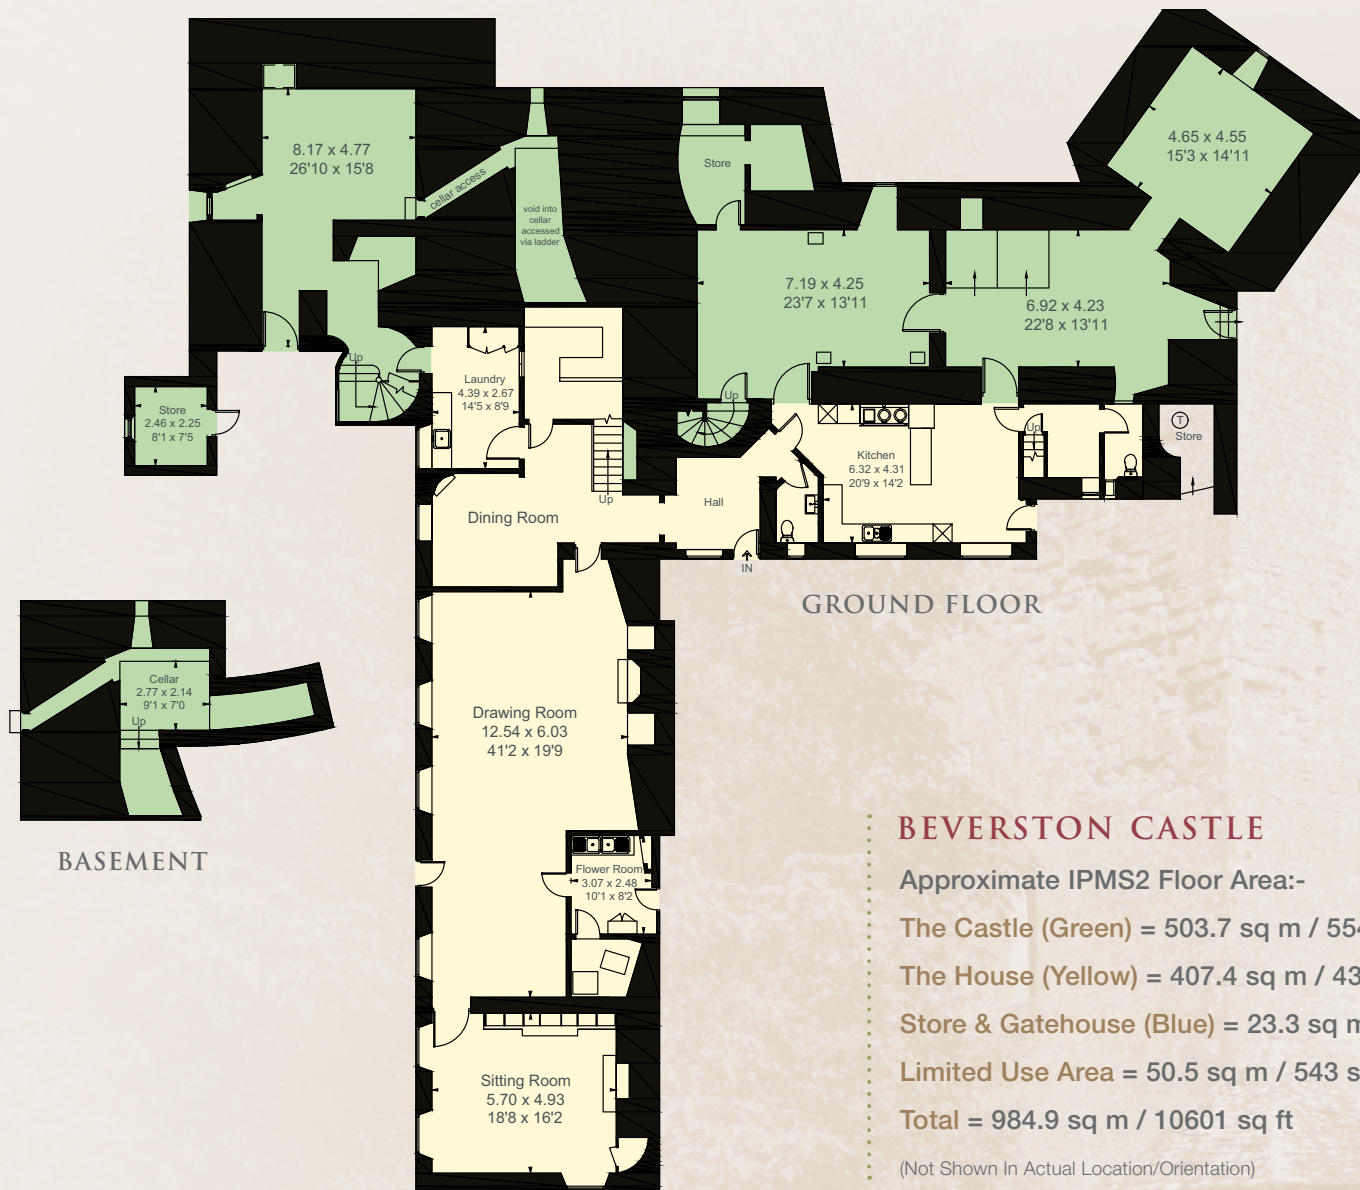 8.17 x 4.77
26'10 x 15'8
cellar access
void into
cellar
accessed
via ladder
Store
4.65 x 4.55
15'3 x 14'11
7.19 x 4.25
23'7 x 13'11
6.92 x 4.23
22'8 x 13'11
Up
Store
2.46 x 2.25
8'1 x 7'5
Laundry
4.39 x 2.67
14'5 x 8'9
Up
Up
Kitchen
6.32 x 4.31
20'9 x 14'2
Up
T
Store
Up
Hall
Dining Room
IN
GROUND FLOOR
Cellar
2.77 x 2.14
9'1 x 7'0
Up
BASEMENT
Drawing Room
12.54 x 6.03
41'2 x 19'9
Flower Room
3.07 x 2.48
10'1 x 8'2
Sitting Room
5.70 x 4.93
18'8 x 16'2
BEVERSTON CASTLE
Approximate IPMS2 Floor Area:-
The Castle (Green) = 503.7 sq m / 554
The House (Yellow) = 407.4 sq m / 43
Store & Gatehouse (Blue) = 23.3 sq m
Limited Use Area = 50.5 sq m / 543 s
Total = 984.9 sq m / 10601 sq ft
(Not Shown In Actual Location/Orientation)